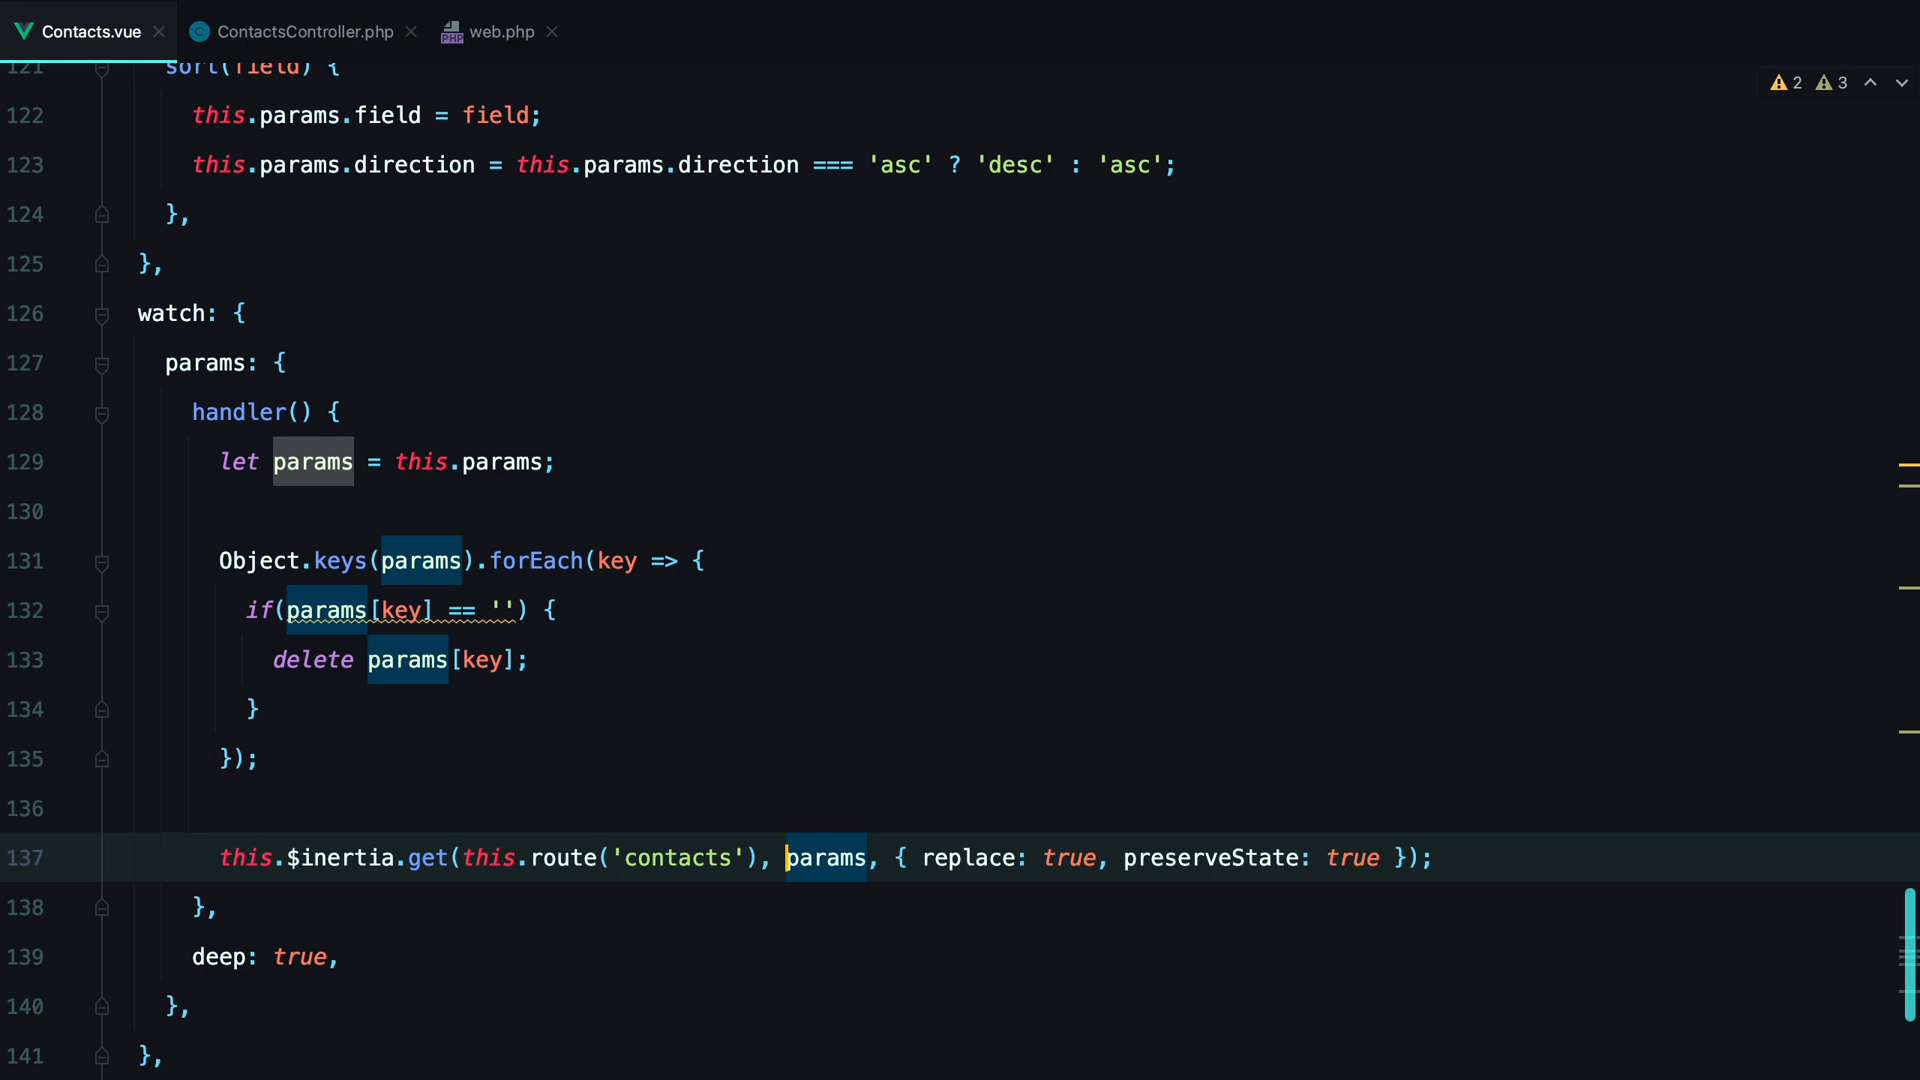 Contacts.vue ContactsController.php web.php
121 sort(field) {
2 3
122 this.params.field = field;
123 this.params.direction = this.params.direction === 'asc' ? 'desc' : 'asc';
124 },
125 },
126 watch: {
127 params: {
128 handler() {
129 let params = this.params;
130
131 Object.keys(params).forEach(key => {
132 if(params[key] == '') {
133 delete params[key];
134 }
135 });
136
137 this.$inertia.get(this.route('contacts'), params, { replace: true, preserveState: true });
138 },
139 deep: true,
140 },
141 },